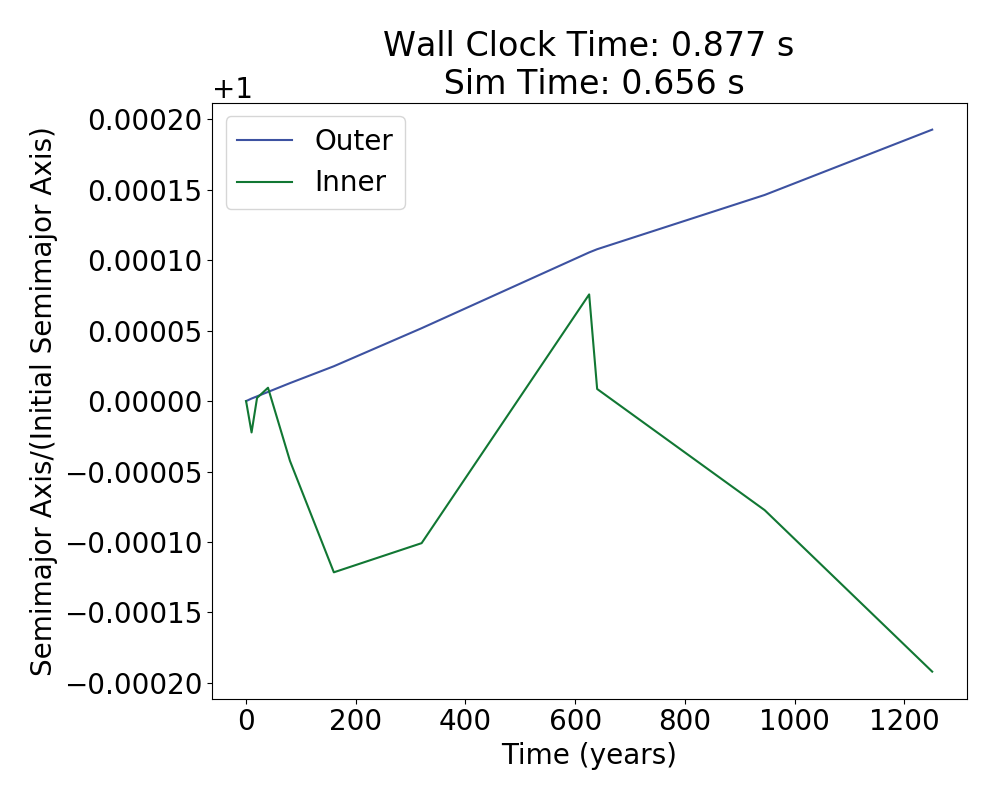 Wall Clock Time: 0.877 s
Sim Time: 0.656 s
+1
Outer
Inner
0.00020
0.00015
0.00010
0.00005
0.00000
−0.00005
−0.00010
−0.00015
−0.00020
Semimajor Axis/(Initial Semimajor Axis)
0 200 400 600 800 1000 1200
Time (years)